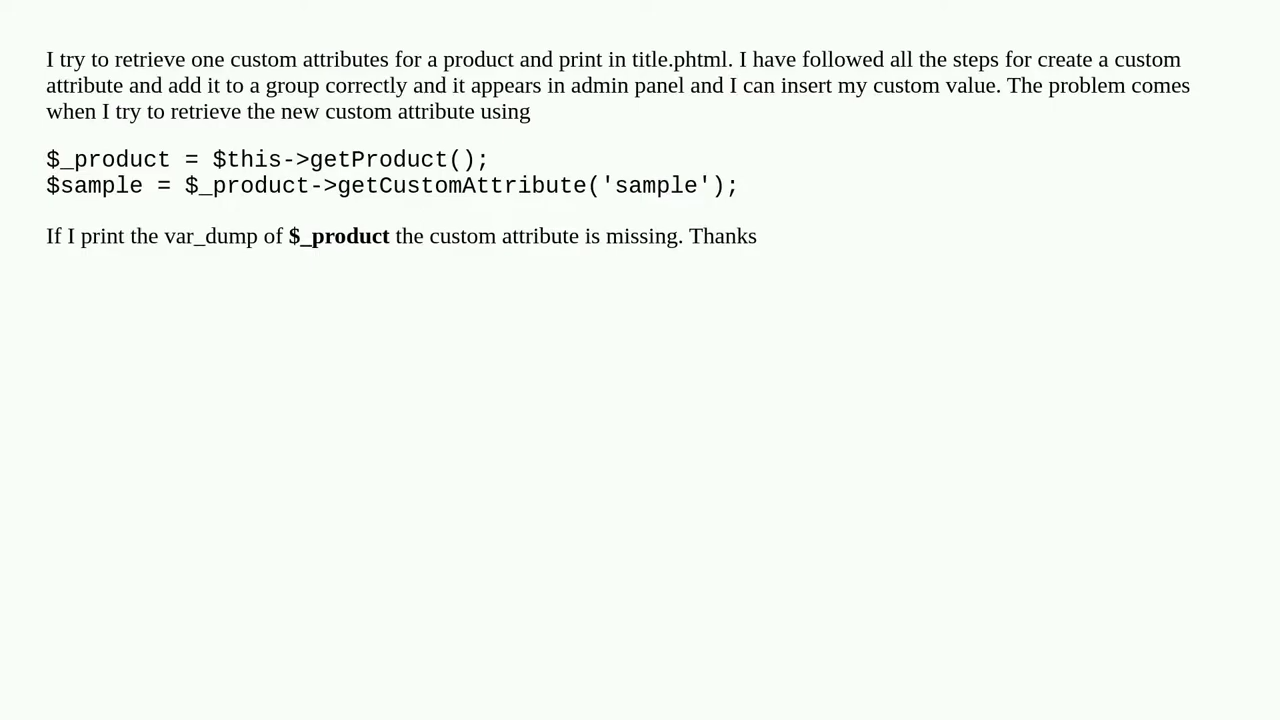 I try to retrieve one custom attributes for a product and print in title.phtml. I have followed all the steps for create a custom
attribute and add it to a group correctly and it appears in admin panel and I can insert my custom value. The problem comes
when I try to retrieve the new custom attribute using
$_product = $this->getProduct();
$sample = $_product->getCustomAttribute('sample');
If I print the var_dump of $_product the custom attribute is missing. Thanks